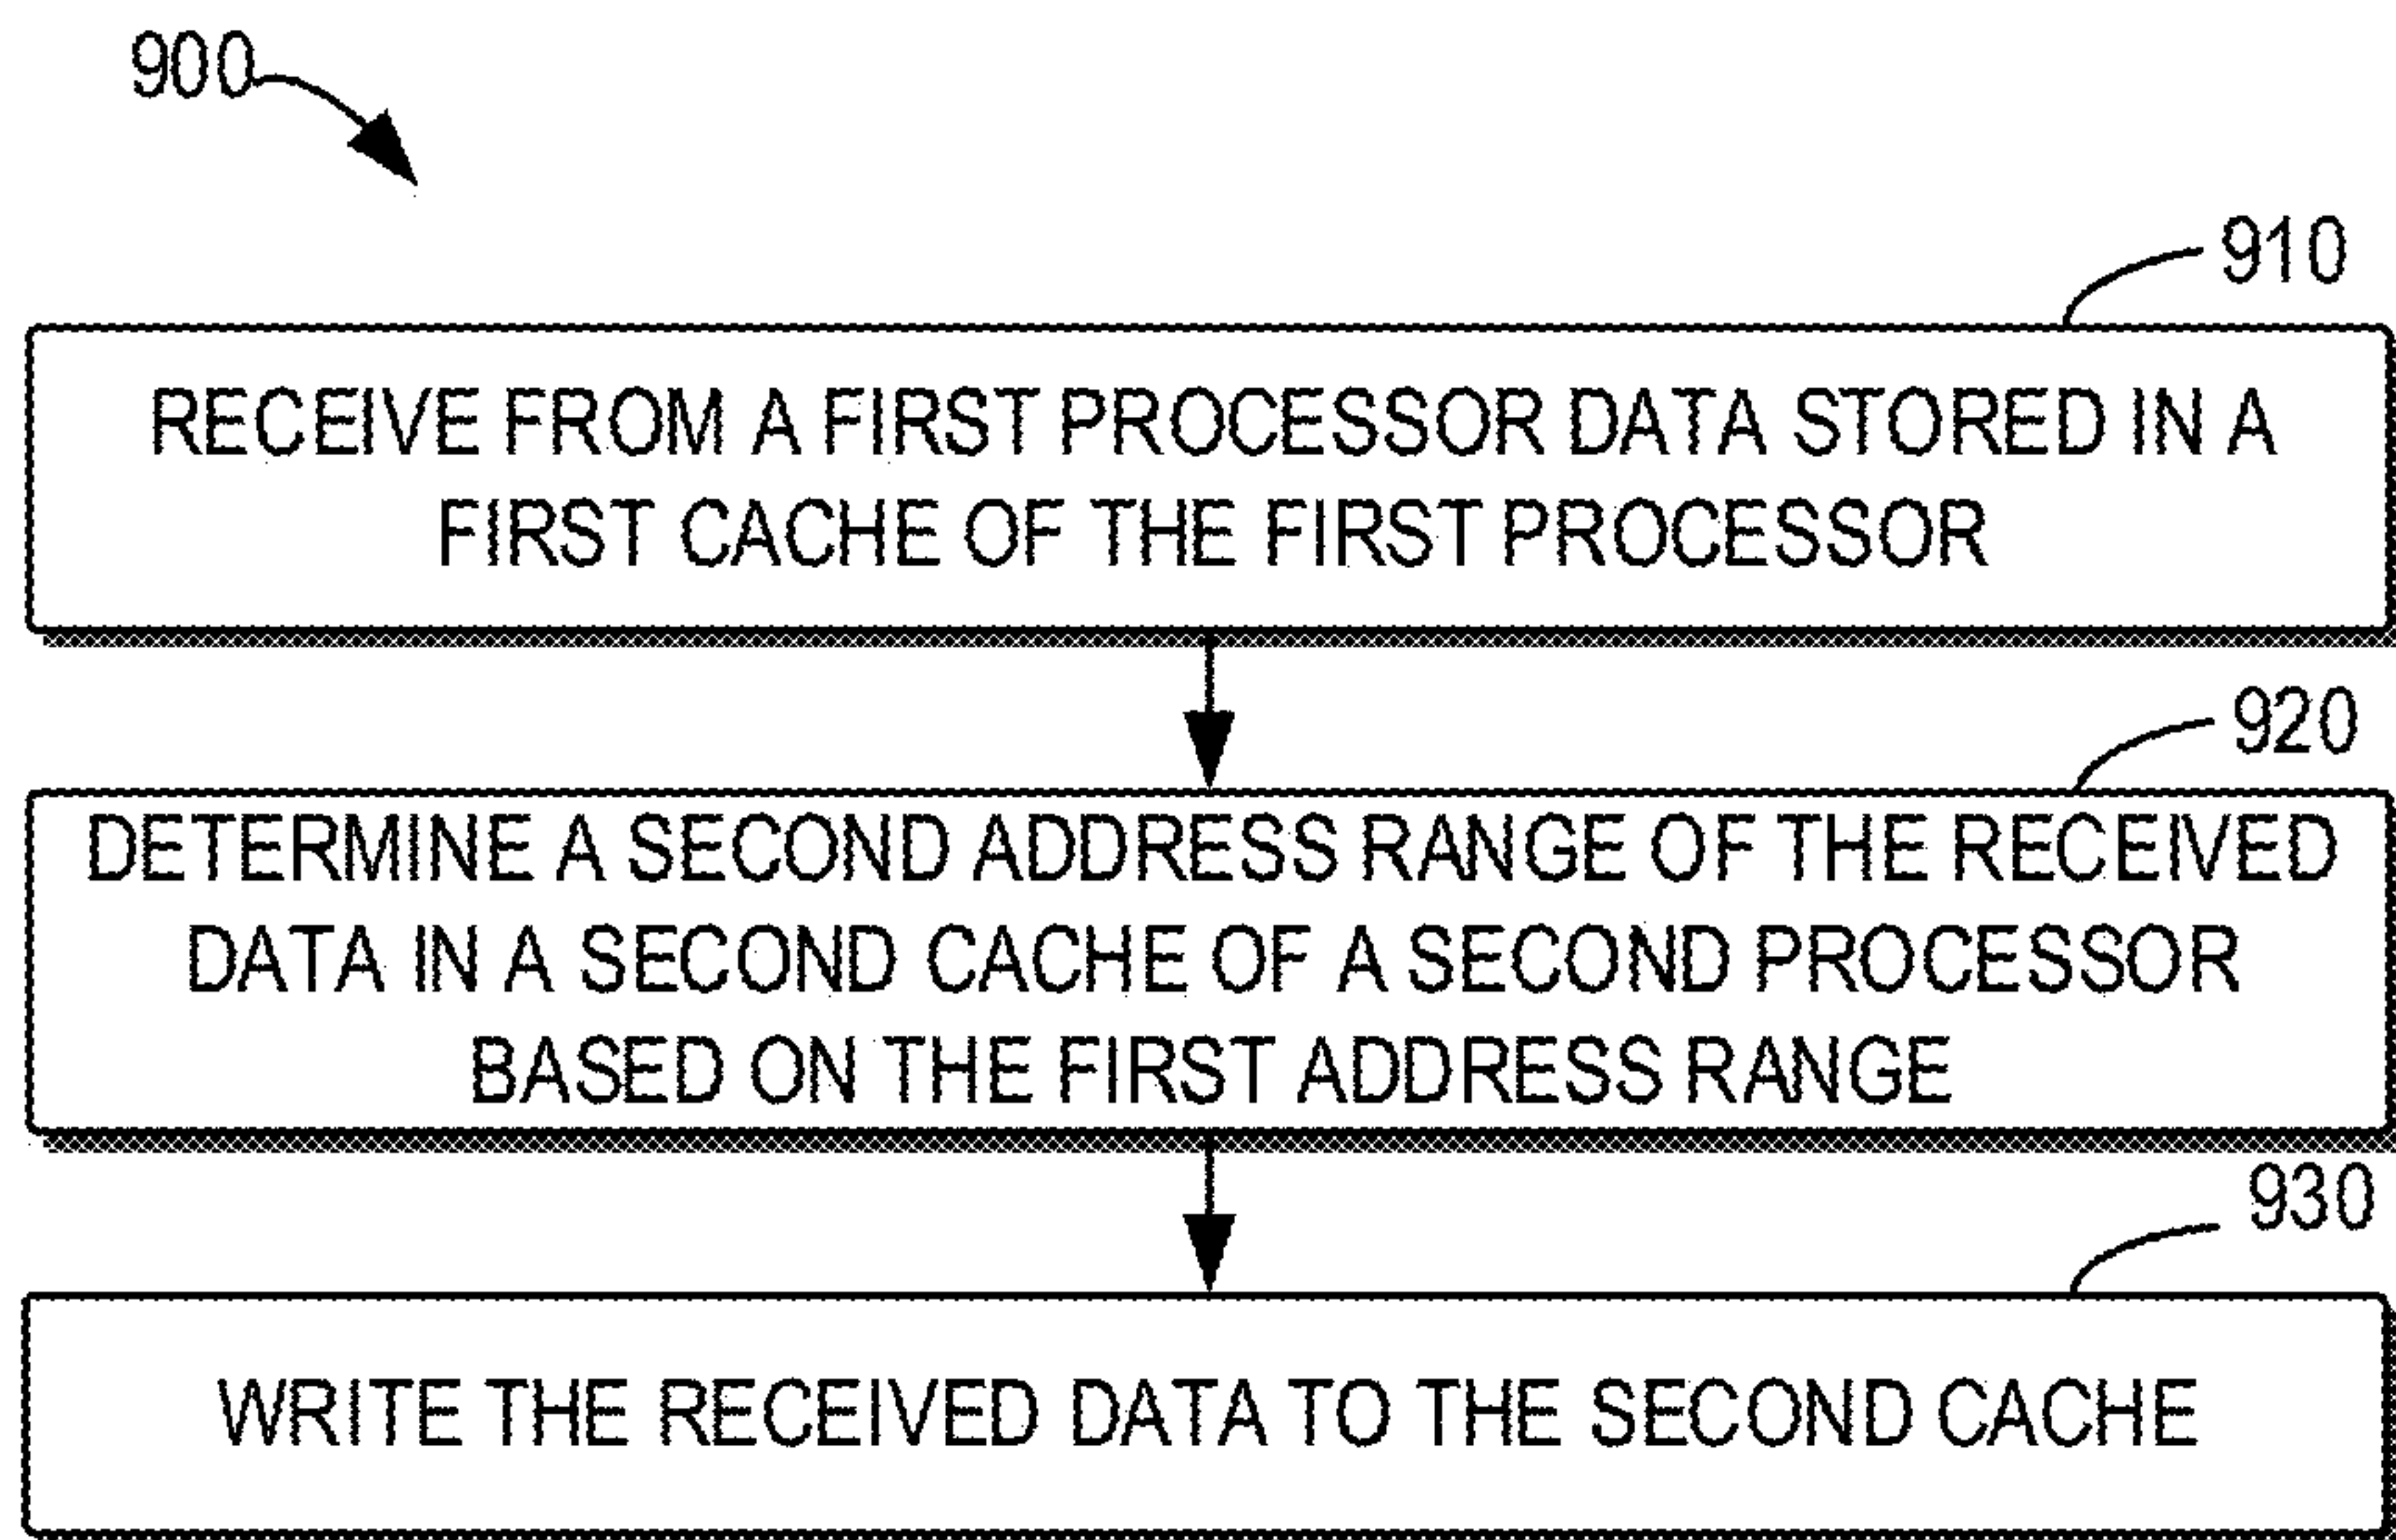 900
910
RECEIVE FROM A FIRST PROCESSOR DATA STORED IN A
FIRST CACHE OF THE FIRST PROCESSOR
920
DETERMINE A SECOND ADDRESS RANGE OF THE RECEIVED
DATA IN A SECOND CACHE OF A SECOND PROCESSOR
BASED ON THE FIRST ADDRESS RANGE
930
WRITE THE RECEIVED DATA TO THE SECOND CACHE